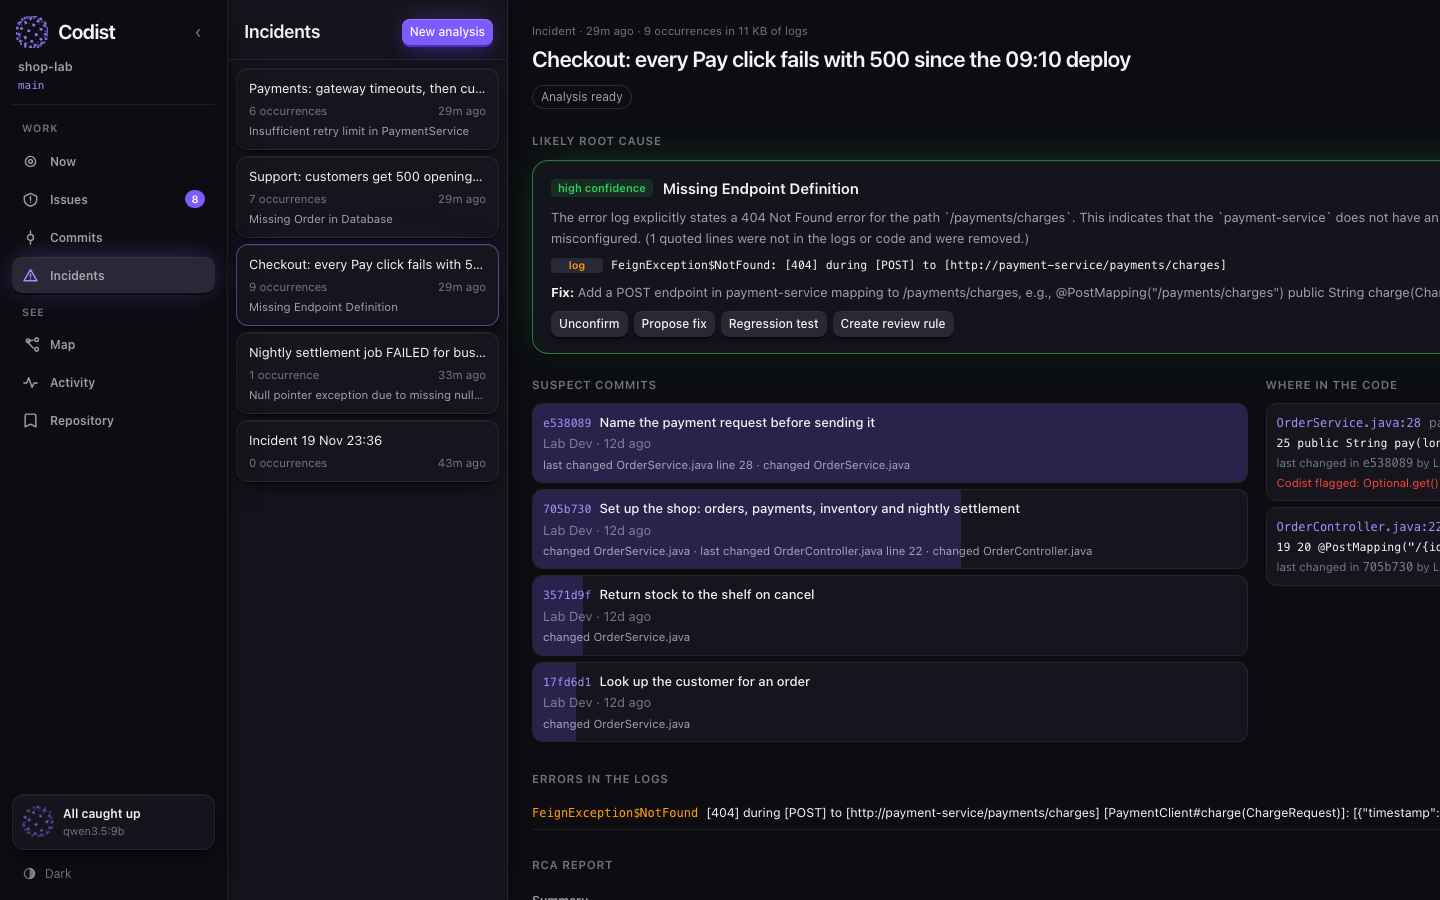 Codist
shop-lab
main
WORK
Now
Issues 8
Commits
Incidents
SEE
Map
Activity
Repository
All caught up
qwen3.5:9b
Dark
Incidents
New analysis
Payments: gateway timeouts, then cu...
6 occurrences 29m ago
Insufficient retry limit in PaymentService
Support: customers get 500 opening...
7 occurrences 29m ago
Missing Order in Database
Checkout: every Pay click fails with 5...
9 occurrences 29m ago
Missing Endpoint Definition
Nightly settlement job FAILED for bus...
1 occurrence 33m ago
Null pointer exception due to missing null...
Incident 19 Nov 23:36
0 occurrences 43m ago
Incident · 29m ago · 9 occurrences in 11 KB of logs
Checkout: every Pay click fails with 500 since the 09:10 deploy
Analysis ready
LIKELY ROOT CAUSE
high confidence Missing Endpoint Definition
The error log explicitly states a 404 Not Found error for the path `/payments/charges`. This indicates that the `payment-service` does not have an
misconfigured. (1 quoted lines were not in the logs or code and were removed.)
log FeignException$NotFound: [404] during [POST] to [http://payment-service/payments/charges]
Fix: Add a POST endpoint in payment-service mapping to /payments/charges, e.g., @PostMapping("/payments/charges") public String charge(Char
Unconfirm Propose fix Regression test Create review rule
SUSPECT COMMITS
e538089 Name the payment request before sending it
Lab Dev · 12d ago
last changed OrderService.java line 28 · changed OrderService.java
705b730 Set up the shop: orders, payments, inventory and nightly settlement
Lab Dev · 12d ago
changed OrderService.java · last changed OrderController.java line 22 · changed OrderController.java
3571d9f Return stock to the shelf on cancel
Lab Dev · 12d ago
changed OrderService.java
17fd6d1 Look up the customer for an order
Lab Dev · 12d ago
changed OrderService.java
WHERE IN THE CODE
OrderService.java:28 pa
25 public String pay(lon
last changed in e538089 by L
Codist flagged: Optional.get()
OrderController.java:22
19 20 @PostMapping("/{id
last changed in 705b730 by L
ERRORS IN THE LOGS
FeignException$NotFound [404] during [POST] to [http://payment-service/payments/charges] [PaymentClient#charge(ChargeRequest)]: [{"timestamp":
RCA REPORT
Summary